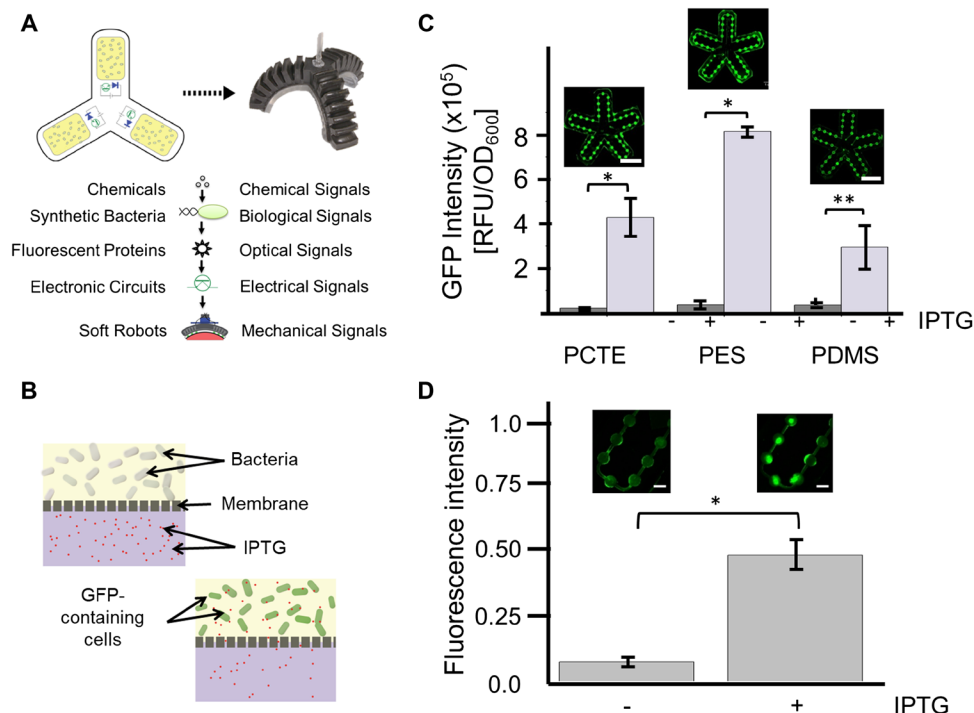 A
Chemicals
Chemical Signals
Synthetic Bacteria
Biological Signals
Fluorescent Proteins
Optical Signals
Electronic Circuits
Electrical Signals
Soft Robots
Mechanical Signals
B
Bacteria
Membrane
IPTG
GFP-
containing
cells
C
GFP Intensity (x10⁵)
[RFU/OD₆₀₀]
8
6
4
2
*
*
**
- + - + - + IPTG
PCTE PES PDMS
D
Fluorescence intensity
1.0
0.75
0.50
0.25
0.0
*
- + IPTG